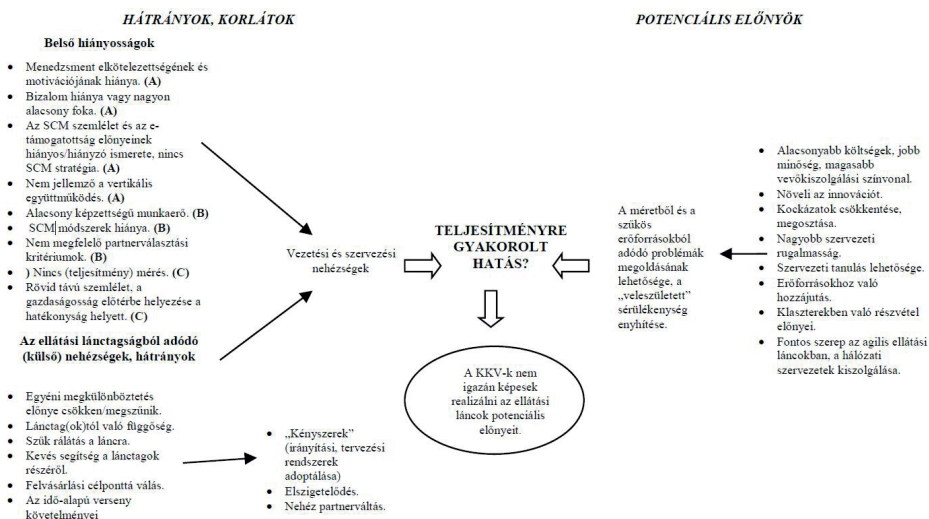 HÁTRÁNYOK, KORLÁTOK
Belső hiányosságok
• Menedzsment elkötelezettségének és
motivációjának hiánya. (A)
• Bizalom hiánya vagy nagyon
alacsony foka. (A)
• Az SCM szemlélet és az e-
támogatottság előnyeinek
hiányos/hiányzó ismerete, nincs
SCM stratégia. (A)
• Nem jellemző a vertikális
együttműködés. (A)
• Alacsony képzettségű munkaerő. (B)
• SCM módszerek hiánya. (B)
• Nem megfelelő partnerválasztási
kritériumok. (B)
• ) Nincs (teljesítmény) mérés. (C)
• Rövid távú szemlélet, a
gazdaságosság előtérbe helyezése a
hatékonyság helyett. (C)
Az ellátási lánctagságból adódó
(külső) nehézségek, hátrányok
• Egyéni megkülönböztetés
előnye csökken/megszűnik.
• Lánctag(ok)tól való függőség.
• Szűk rálátás a láncra.
• Kevés segítség a lánctagok
részéről.
• Felvásárlási célponttá válás.
• Az idő-alapú verseny
követelményei
• „Kényszerek”
(irányítási, tervezési
rendszerek
adoptálása)
• Elszigetelődés.
• Nehéz partnerváltás.
Vezetési és szervezési
nehézségek
TELJESÍTMÉNYRE
GYAKOROLT
HATÁS?
A KKV-k nem
igazán képesek
realizálni az ellátási
láncok potenciális
előnyeit.
POTENCIÁLIS ELŐNYÖK
A méretből és a
szűkös
erőforrásokból
adódó problémák
megoldásának
lehetősége, a
„veleszületett”
sérülékenység
enyhítése.
• Alacsonyabb költségek, jobb
minőség, magasabb
vevőkiszolgálási színvonal.
• Növeli az innovációt.
• Kockázatok csökkentése,
megosztása.
• Nagyobb szervezeti
rugalmasság.
• Szervezeti tanulás lehetősége.
• Erőforrásokhoz való
hozzájutás.
• Klaszterekben való részvétel
előnyei.
• Fontos szerep az agilis ellátási
láncokban, a hálózati
szervezetek kiszolgálása.